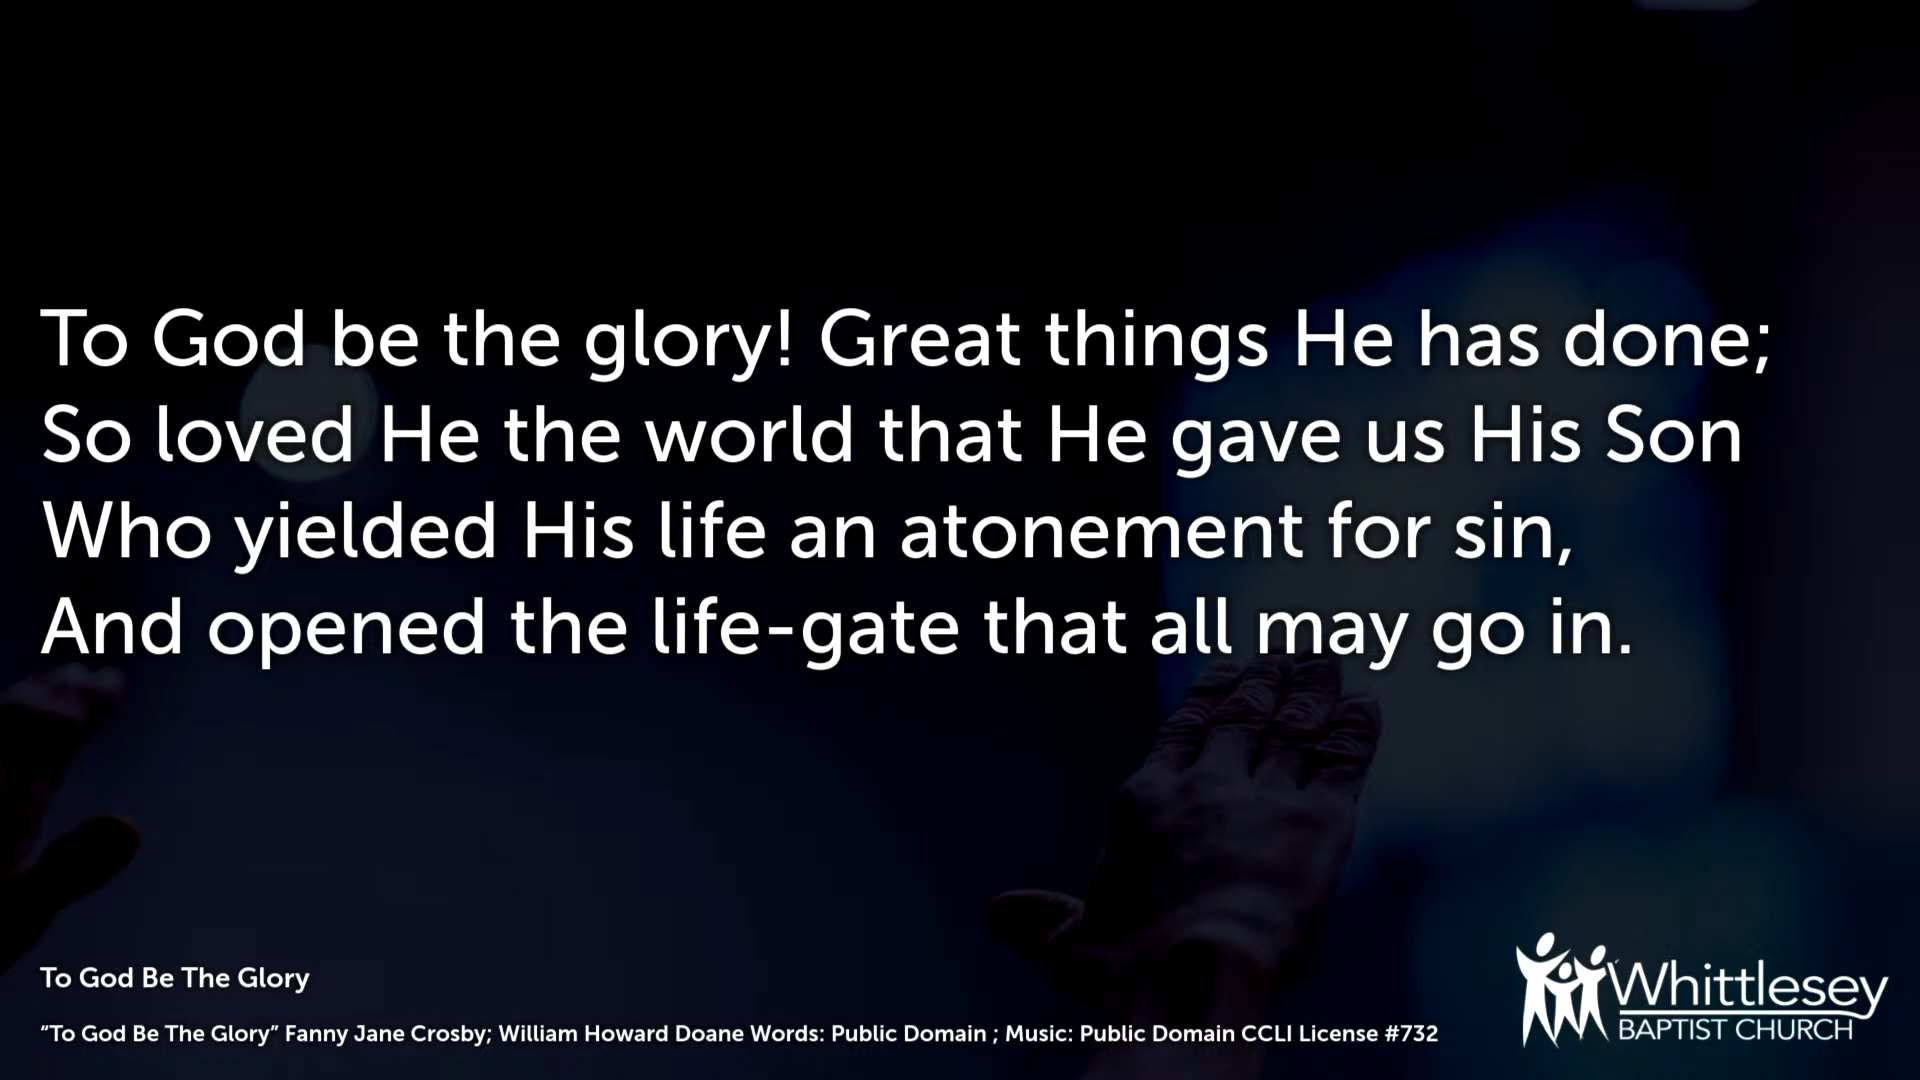 To God be the glory! Great things He has done;
So loved He the world that He gave us His Son
Who yielded His life an atonement for sin,
And opened the life-gate that all may go in.
To God Be The Glory
“To God Be The Glory” Fanny Jane Crosby; William Howard Doane Words: Public Domain ; Music: Public Domain CCLI License #732
Whittlesey
BAPTIST CHURCH